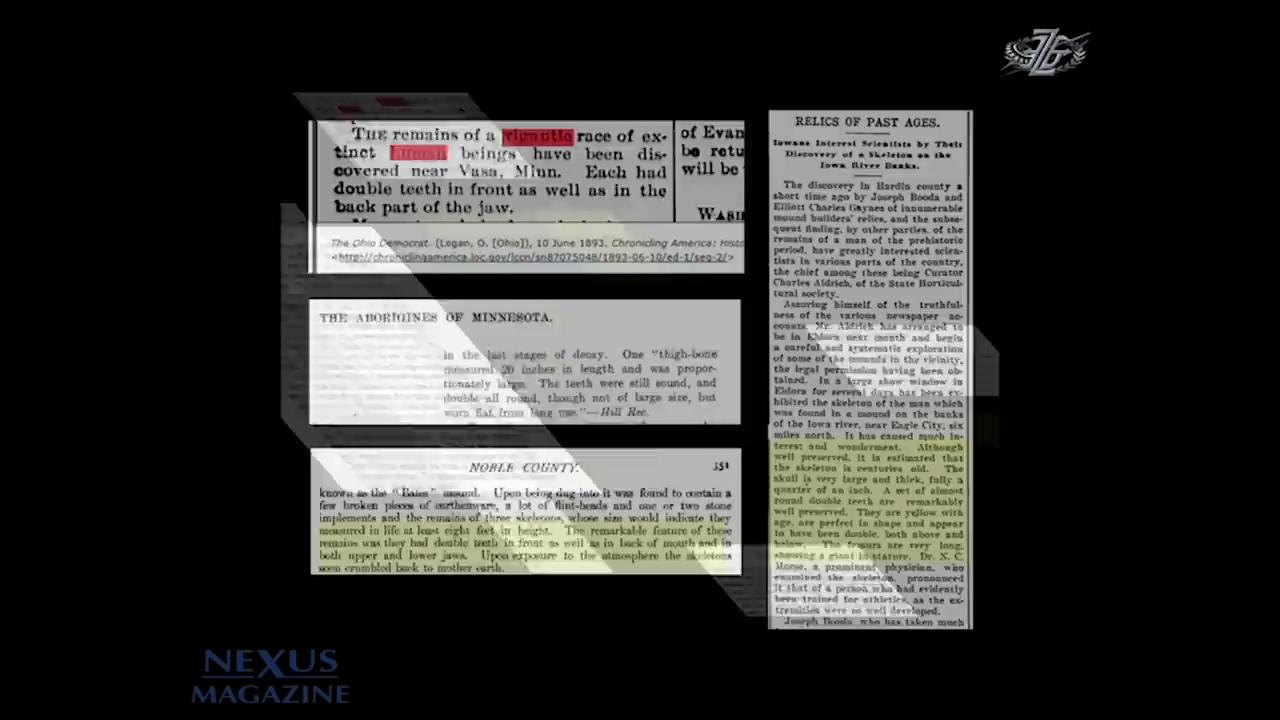 THE remains of a gigantic race of ex-
tinct human beings have been dis-
covered near Vasa, Minn. Each had
double teeth in front as well as in the
back part of the jaw.
of Evan
be retu
will be
WASH
The Ohio Democrat. (Logan, O. [Ohio]), 10 June 1893. Chronicling America: Histo
<http://chroniclingamerica.loc.gov/lccn/sn87075048/1893-06-10/ed-1/seq-2/>
THE ABORIGINES OF MINNESOTA.
in the last stages of decay. One "thigh-bone
measured 20 inches in length and was propor-
tionately large. The teeth were still sound, and
double all round, though not of large size, but
worn flat from long use."—Hill Rec.
NOBLE COUNTY. 351
known as the "Bates" mound. Upon being dug into it was found to contain a
few broken pieces of earthenware, a lot of flint-heads and one or two stone
implements and the remains of three skeletons, whose size would indicate they
measured in life at least eight feet in height. The remarkable feature of these
remains was they had double teeth in front as well as in back of mouth and in
both upper and lower jaws. Upon exposure to the atmosphere the skeletons
soon crumbled back to mother earth.
RELICS OF PAST AGES.
Iowans Interest Scientists by Their
Discovery of a Skeleton on the
Iowa River Banks.
The discovery in Hardin county a
short time ago by Joseph Booda and
Elliott Charles Gaynes of innumerable
mound builders' relics, and the subse-
quent finding, by other parties, of the
remains of a man of the prehistoric
period, have greatly interested scien-
tists in various parts of the country,
the chief among these being Curator
Charles Aldrich, of the State Horticul-
tural society.
Assuring himself of the truthful-
ness of the various newspaper ac-
counts, Mr. Aldrich has arranged to
be in Eldora next month and begin
a careful and systematic exploration
of some of the mounds in the vicinity,
the legal permission having been ob-
tained. In a large show window in
Eldora for several days has been ex-
hibited the skeleton of the man which
was found in a mound on the banks
of the Iowa river, near Eagle City, six
miles north. It has caused much in-
terest and wonderment. Although
well preserved, it is estimated that
the skeleton is centuries old. The
skull is very large and thick, fully a
quarter of an inch. A set of almost
round double teeth are remarkably
well preserved. They are yellow with
age, are perfect in shape and appear
to have been double, both above and
below. The femurs are very long,
showing a giant in stature. Dr. N. C.
Morse, a prominent physician, who
examined the skeleton, pronounced
it that of a person who had evidently
been trained for athletics, as the ex-
tremities were so well developed.
Joseph Booda, who has taken much
NEXUS
MAGAZINE